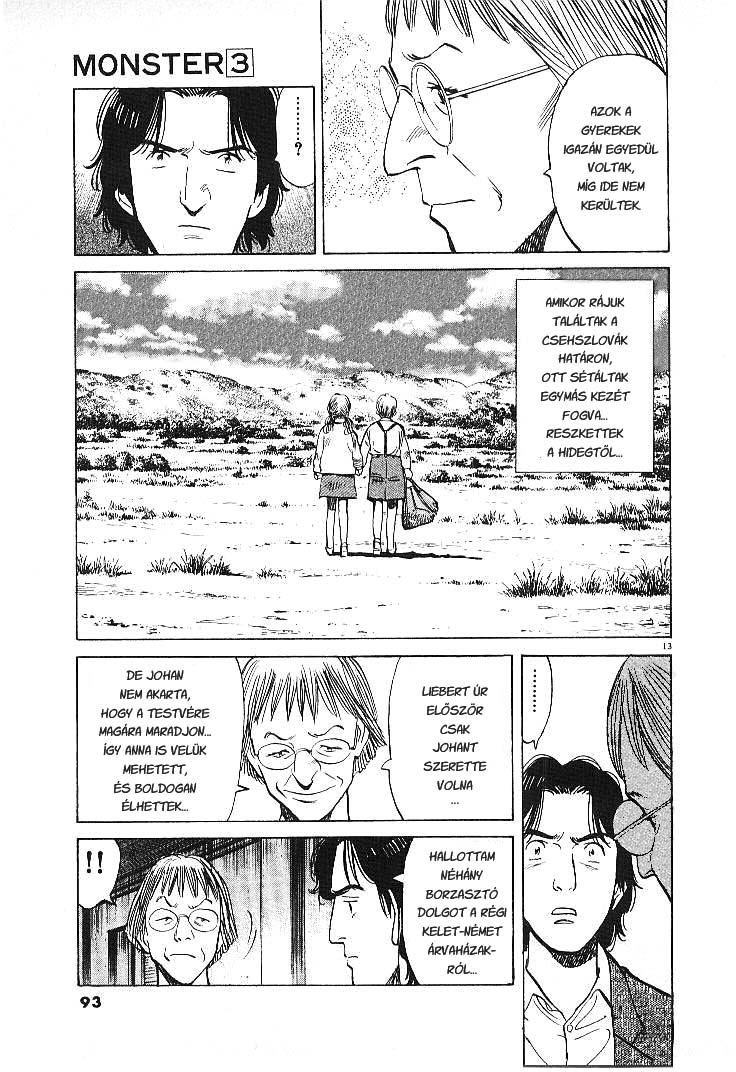 MONSTER 3
AZOK A
GYEREKEK
IGAZÁN EGYEDÜL
VOLTAK,
MÍG IDE NEM
KERÜLTEK.
........?
AMIKOR RÁJUK
TALÁLTAK A
CSEHSZLOVÁK
HATÁRON,
OTT SÉTÁLTAK
EGYMÁS KEZÉT
FOGVA...
RESZKETTEK
A HIDEGTŐL...
13
.........
LIEBERT ÚR
ELŐSZÖR
CSAK
JOHANT
SZERETTE
VOLNA
...
DE JOHAN
NEM AKARTA,
HOGY A TESTVÉRE
MAGÁRA MARADJON...
ÍGY ANNA IS VELÜK
MEHETETT,
ÉS BOLDOGAN
ÉLHETTEK...
HALLOTTAM
NÉHÁNY
BORZASZTÓ
DOLGOT A RÉGI
KELET-NÉMET
ÁRVAHÁZAK-
RÓL...
!!
93